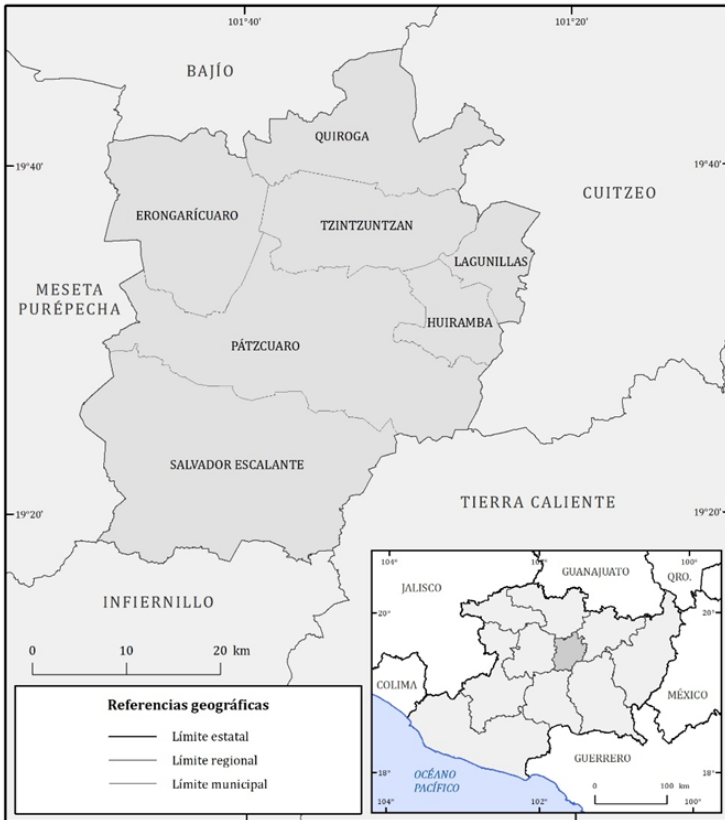 101°40'
101°20'
BAJÍO
QUIROGA
19°40'
19°40'
CUITZEO
ERONGARÍCUARO
TZINTZUNTZAN
LAGUNILLAS
MESETA
PURÉPECHA
HUIRAMBA
PÁTZCUARO
SALVADOR ESCALANTE
TIERRA CALIENTE
19°20'
19°20'
INFIERNILLO
0 10 20 km
Referencias geográficas
Límite estatal
Límite regional
Límite municipal
104°
100°
GUANAJUATO
QRO.
JALISCO
20°
20°
COLIMA
MÉXICO
GUERRERO
OCÉANO
PACÍFICO
18°
18°
0 100 km
104°
102°
100°